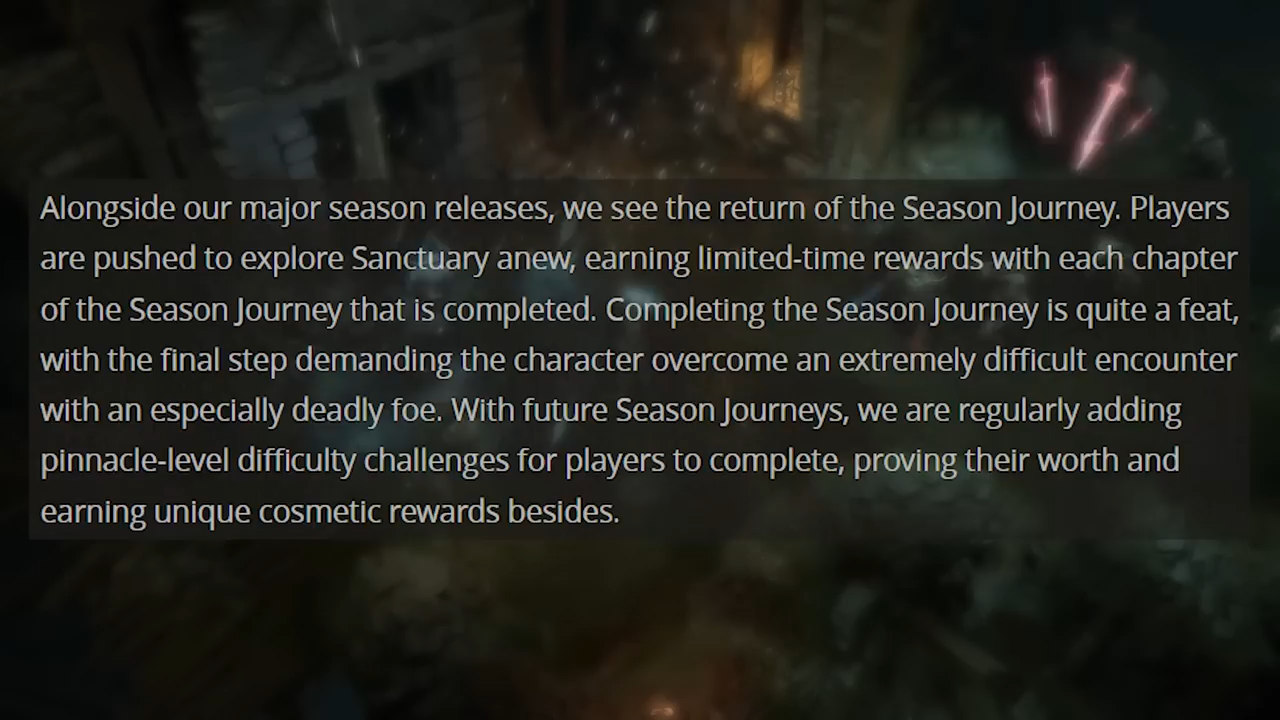 Alongside our major season releases, we see the return of the Season Journey. Players
are pushed to explore Sanctuary anew, earning limited-time rewards with each chapter
of the Season Journey that is completed. Completing the Season Journey is quite a feat,
with the final step demanding the character overcome an extremely difficult encounter
with an especially deadly foe. With future Season Journeys, we are regularly adding
pinnacle-level difficulty challenges for players to complete, proving their worth and
earning unique cosmetic rewards besides.